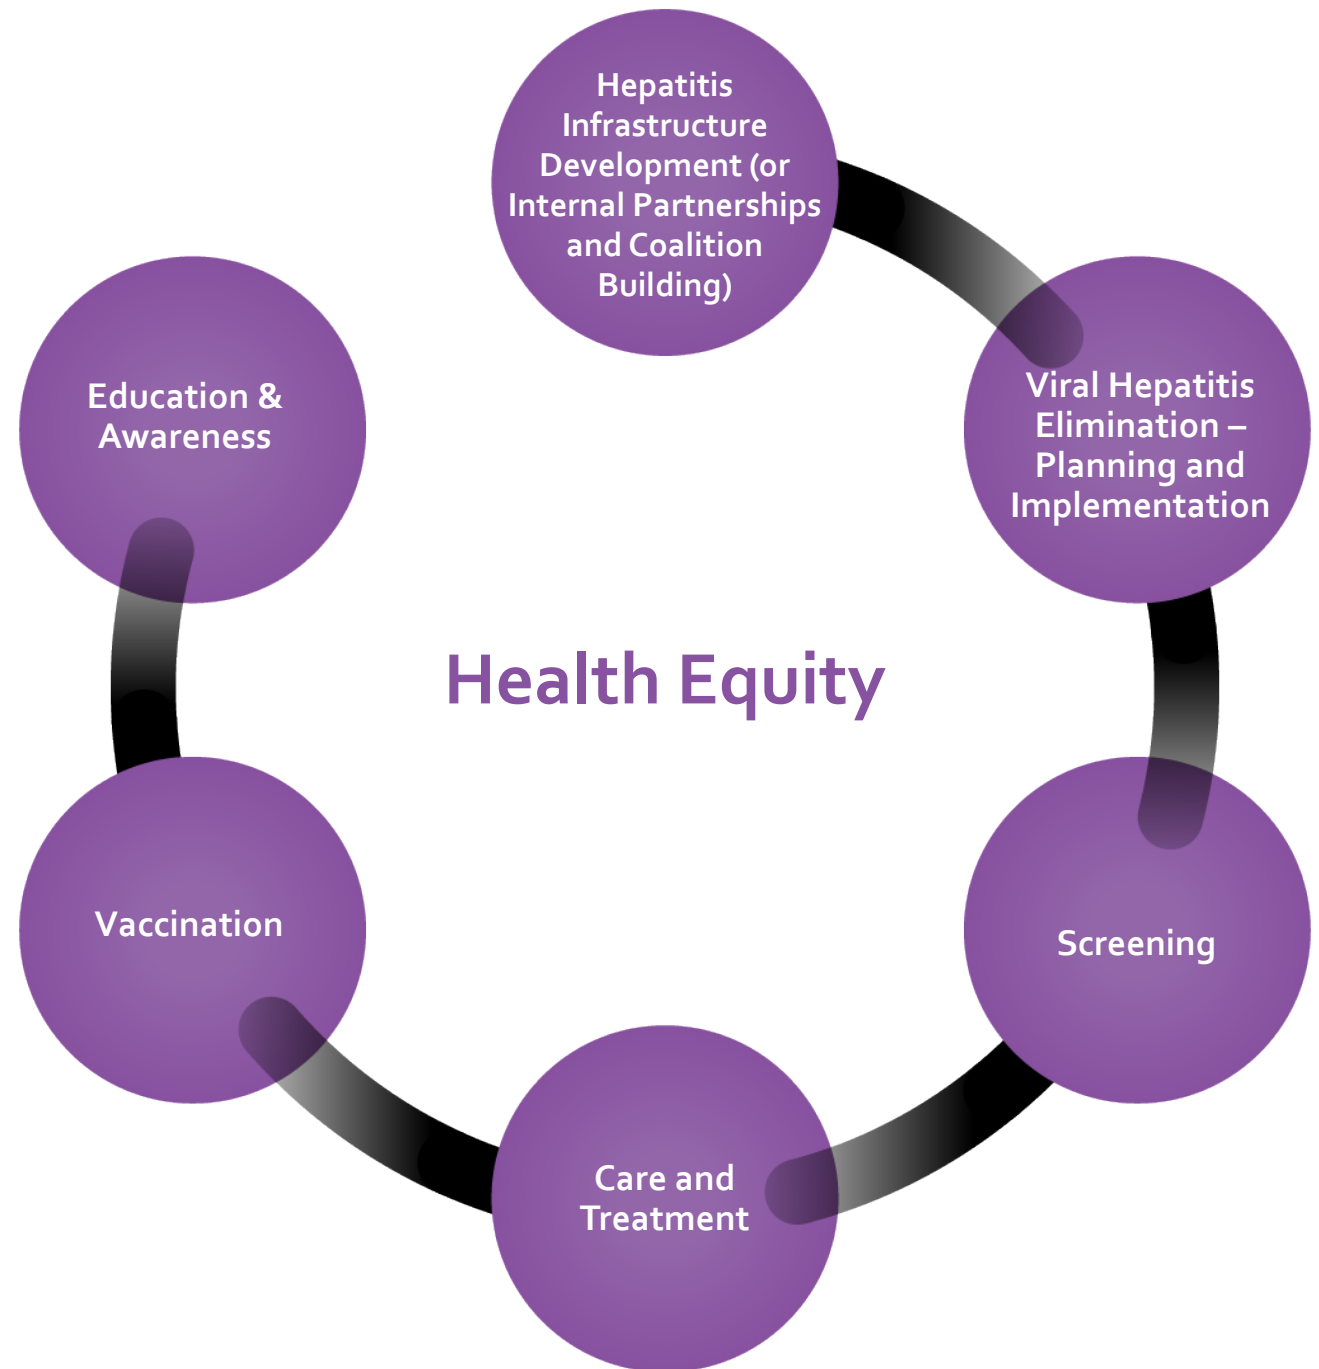 Hepatitis
Infrastructure
Development (or
Internal Partnerships
and Coalition
Building)
Viral Hepatitis
Elimination –
Planning and
Implementation
Screening
Care and
Treatment
Vaccination
Education &
Awareness
Health Equity